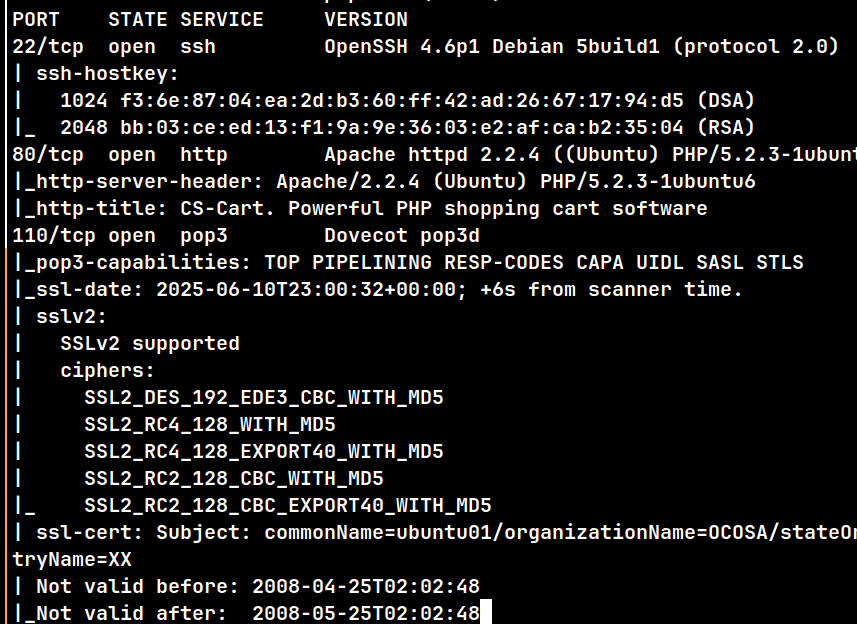 PORT    STATE SERVICE     VERSION
22/tcp  open  ssh         OpenSSH 4.6p1 Debian 5build1 (protocol 2.0)
| ssh-hostkey:
|   1024 f3:6e:87:04:ea:2d:b3:60:ff:42:ad:26:67:17:94:d5 (DSA)
|_  2048 bb:03:ce:ed:13:f1:9a:9e:36:03:e2:af:ca:b2:35:04 (RSA)
80/tcp  open  http        Apache httpd 2.2.4 ((Ubuntu) PHP/5.2.3-1ubunt
|_http-server-header: Apache/2.2.4 (Ubuntu) PHP/5.2.3-1ubuntu6
|_http-title: CS-Cart. Powerful PHP shopping cart software
110/tcp open  pop3        Dovecot pop3d
|_pop3-capabilities: TOP PIPELINING RESP-CODES CAPA UIDL SASL STLS
|_ssl-date: 2025-06-10T23:00:32+00:00; +6s from scanner time.
| sslv2:
|   SSLv2 supported
|   ciphers:
|     SSL2_DES_192_EDE3_CBC_WITH_MD5
|     SSL2_RC4_128_WITH_MD5
|     SSL2_RC4_128_EXPORT40_WITH_MD5
|     SSL2_RC2_128_CBC_WITH_MD5
|_    SSL2_RC2_128_CBC_EXPORT40_WITH_MD5
| ssl-cert: Subject: commonName=ubuntu01/organizationName=OCOSA/stateOr
tryName=XX
| Not valid before: 2008-04-25T02:02:48
|_Not valid after:  2008-05-25T02:02:48